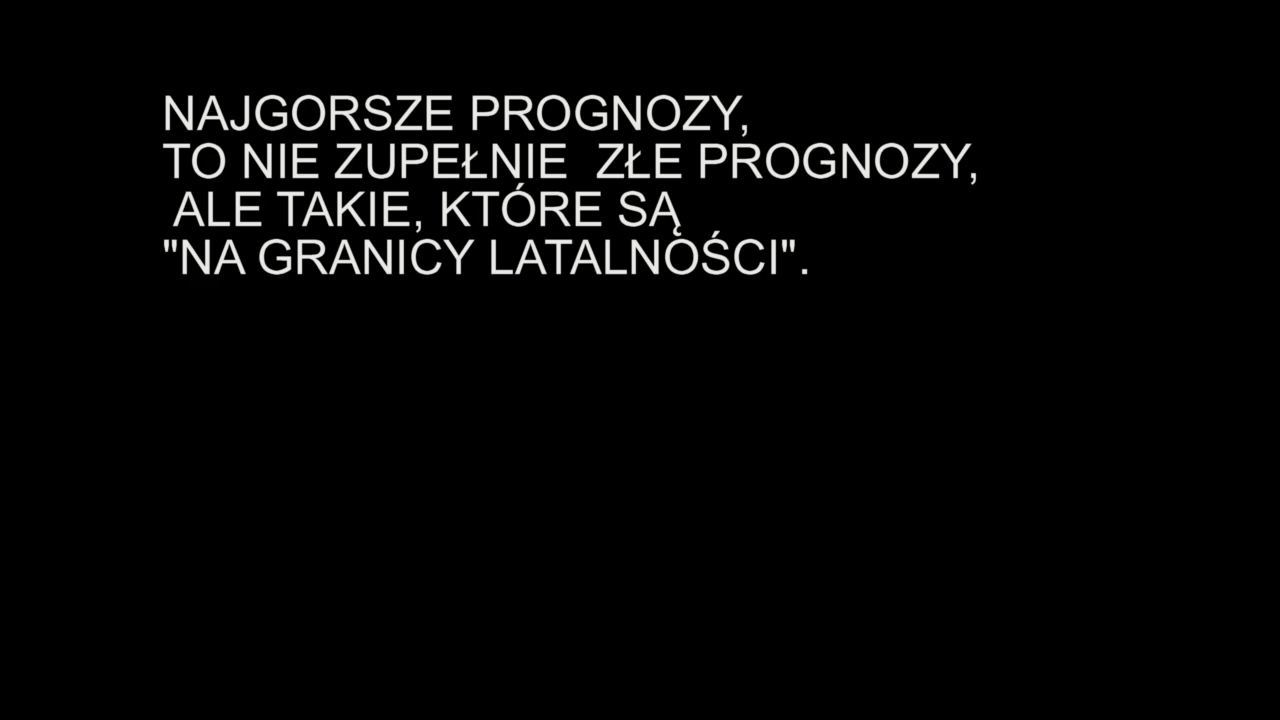 NAJGORSZE PROGNOZY,
TO NIE ZUPEŁNIE  ZŁE PROGNOZY,
ALE TAKIE, KTÓRE SĄ
"NA GRANICY LATALNOŚCI".